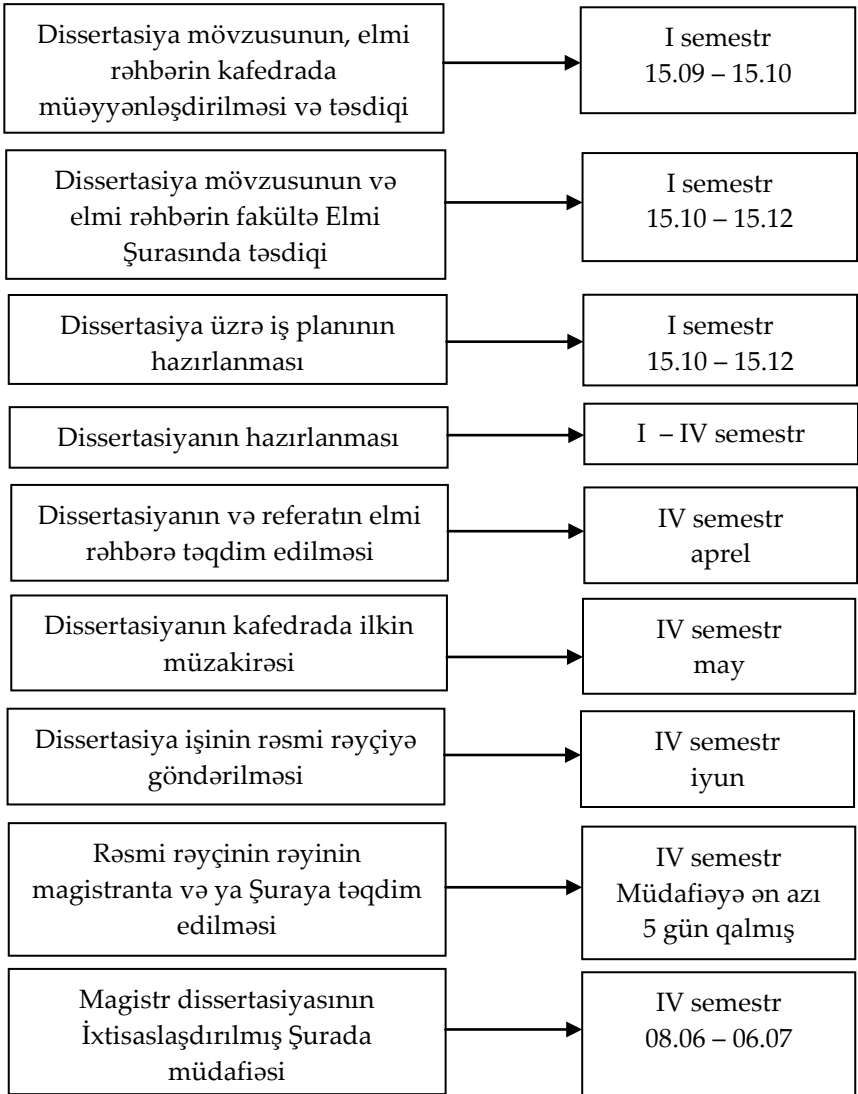 Dissertasiya mövzusunun, elmi
rəhbərin kafedrada
müəyyənləşdirilməsi və təsdiqi
I semestr
15.09 – 15.10
Dissertasiya mövzusunun və
elmi rəhbərin fakültə Elmi
Şurasında təsdiqi
I semestr
15.10 – 15.12
Dissertasiya üzrə iş planının
hazırlanması
I semestr
15.10 – 15.12
Dissertasiyanın hazırlanması
I – IV semestr
Dissertasiyanın və referatın elmi
rəhbərə təqdim edilməsi
IV semestr
aprel
Dissertasiyanın kafedrada ilkin
müzakirəsi
IV semestr
may
Dissertasiya işinin rəsmi rəyçiyə
göndərilməsi
IV semestr
iyun
Rəsmi rəyçinin rəyinin
magistranta və ya Şuraya təqdim
edilməsi
IV semestr
Müdafiəyə ən azı
5 gün qalmış
Magistr dissertasiyasının
İxtisaslaşdırılmış Şurada
müdafiəsi
IV semestr
08.06 – 06.07